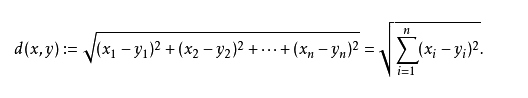 d(x, y) := √((x₁ − y₁)² + (x₂ − y₂)² + ⋯ + (xₙ − yₙ)²) = √(∑ᵢ₌₁ⁿ (xᵢ − yᵢ)²).